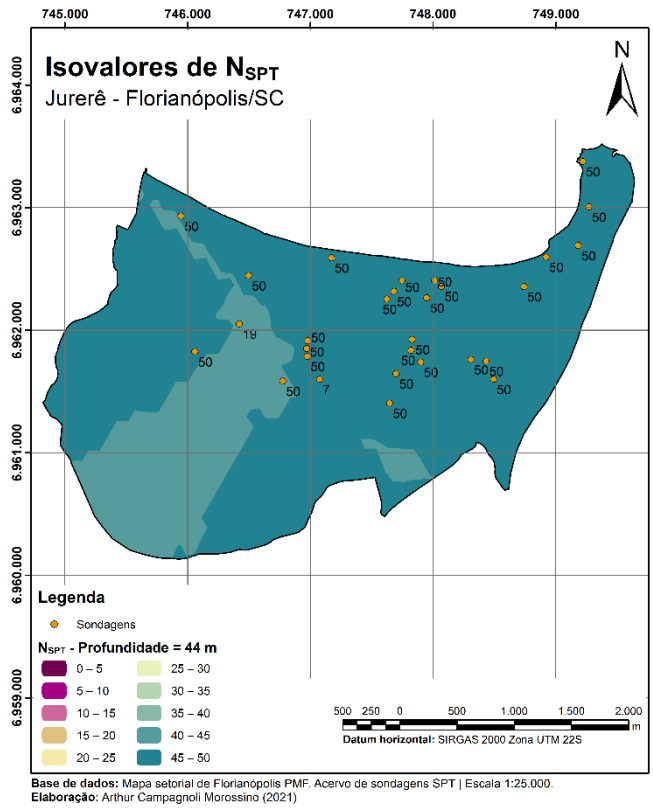 745.000 746.000 747.000 748.000 749.000
Isovalores de NSPT
Jurerê - Florianópolis/SC
N
6.964.000
6.963.000
6.962.000
6.961.000
6.960.000
6.959.000
50
50
50
50
50
50
50
50
50
50
50
50
50
50
19
50
50
50
50
50
50
50
50
50
50
7
50
Legenda
Sondagens
NSPT - Profundidade = 44 m
0 – 5 25 – 30
5 – 10 30 – 35
10 – 15 35 – 40
15 – 20 40 – 45
20 – 25 45 – 50
500 250 0 500 1.000 1.500 2.000
m
Datum horizontal: SIRGAS 2000 Zona UTM 22S
Base de dados: Mapa setorial de Florianópolis PMF. Acervo de sondagens SPT | Escala 1:25.000.
Elaboração: Arthur Campagnoli Morossino (2021)